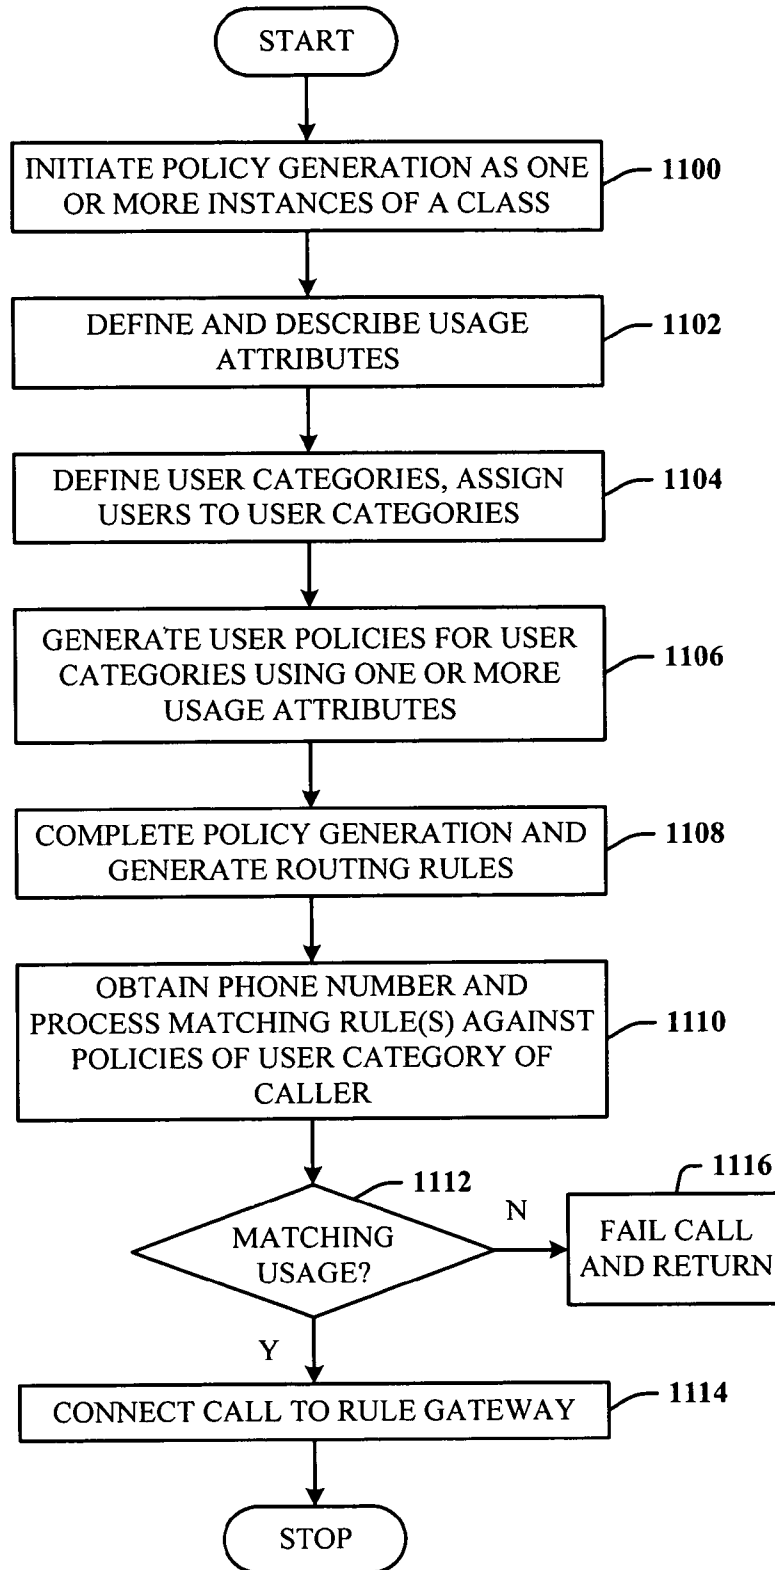 START
INITIATE POLICY GENERATION AS ONE
OR MORE INSTANCES OF A CLASS
1100
DEFINE AND DESCRIBE USAGE
ATTRIBUTES
1102
DEFINE USER CATEGORIES, ASSIGN
USERS TO USER CATEGORIES
1104
GENERATE USER POLICIES FOR USER
CATEGORIES USING ONE OR MORE
USAGE ATTRIBUTES
1106
COMPLETE POLICY GENERATION AND
GENERATE ROUTING RULES
1108
OBTAIN PHONE NUMBER AND
PROCESS MATCHING RULE(S) AGAINST
POLICIES OF USER CATEGORY OF
CALLER
1110
1112
MATCHING
USAGE?
N
1116
FAIL CALL
AND RETURN
Y
CONNECT CALL TO RULE GATEWAY
1114
STOP